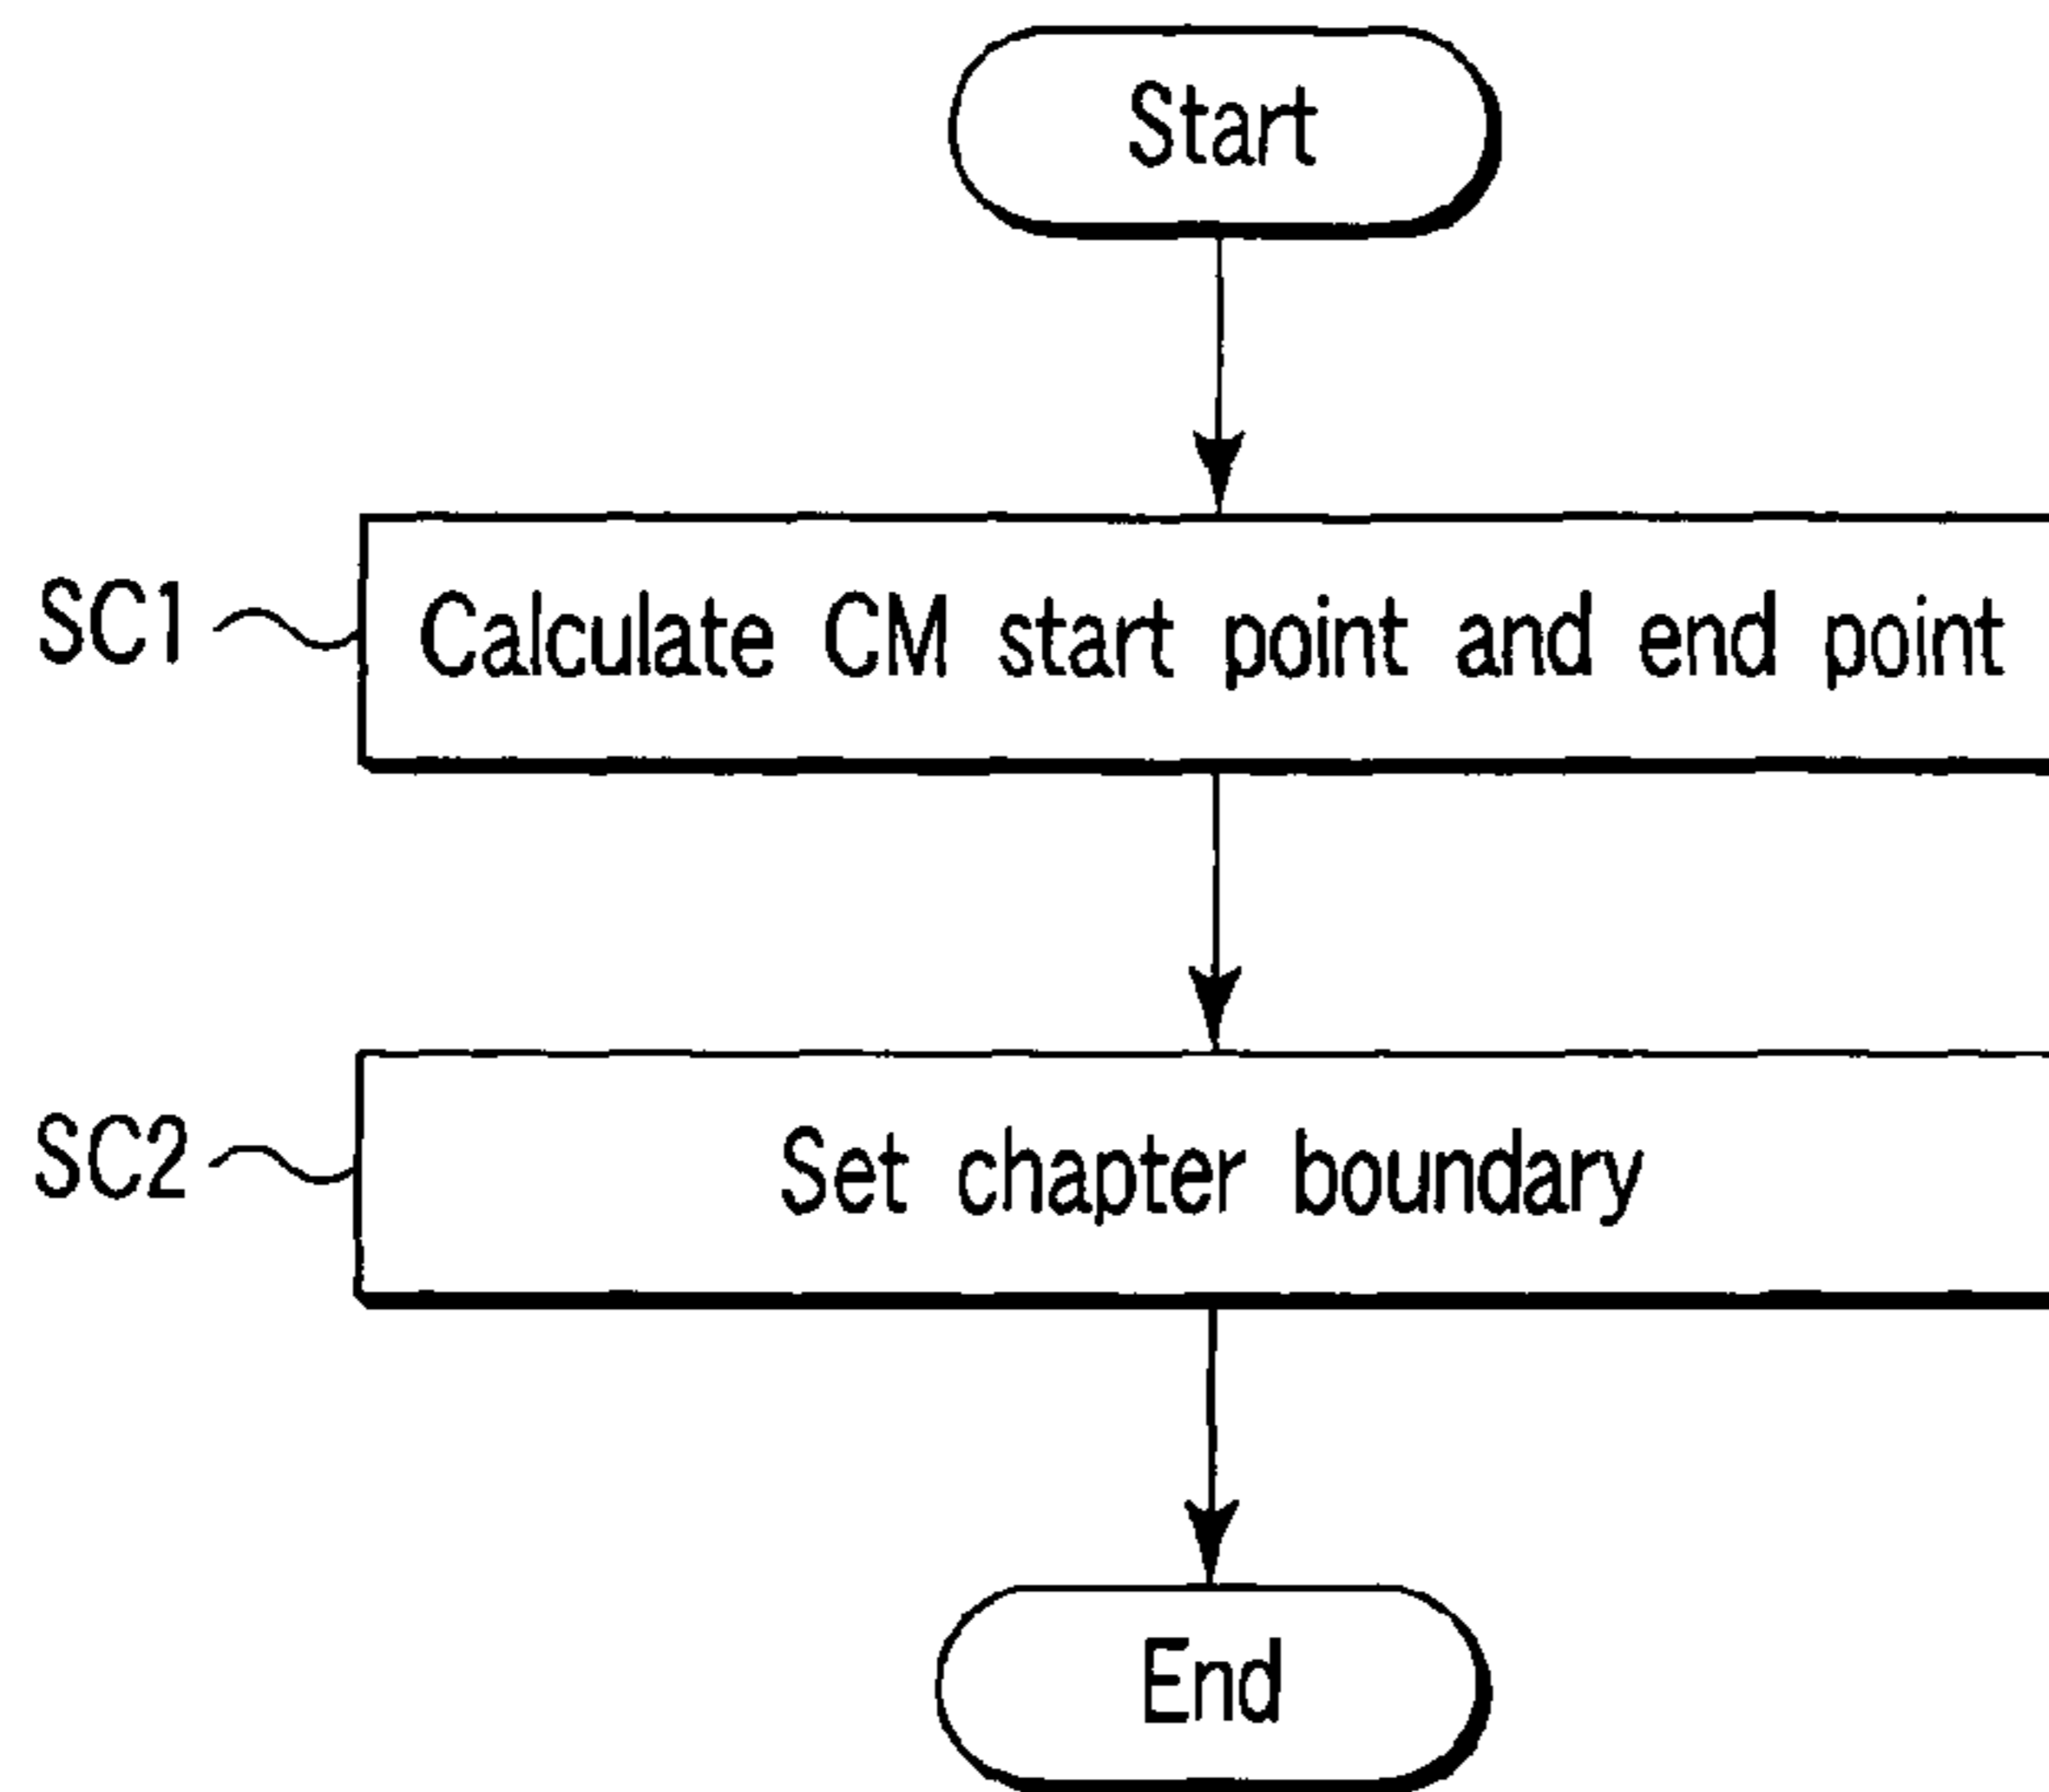 Start
SC1 Calculate CM start point and end point
SC2 Set chapter boundary
End